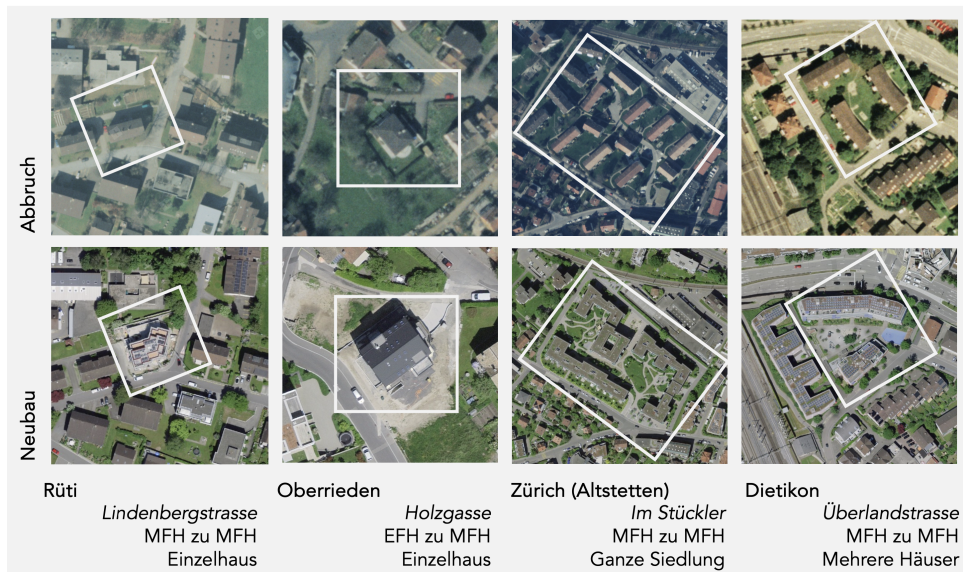 Abbruch
Neubau
Rüti
Lindenbergstrasse
MFH zu MFH
Einzelhaus
Oberrieden
Holzgasse
EFH zu MFH
Einzelhaus
Zürich (Altstetten)
Im Stückler
MFH zu MFH
Ganze Siedlung
Dietikon
Überlandstrasse
MFH zu MFH
Mehrere Häuser